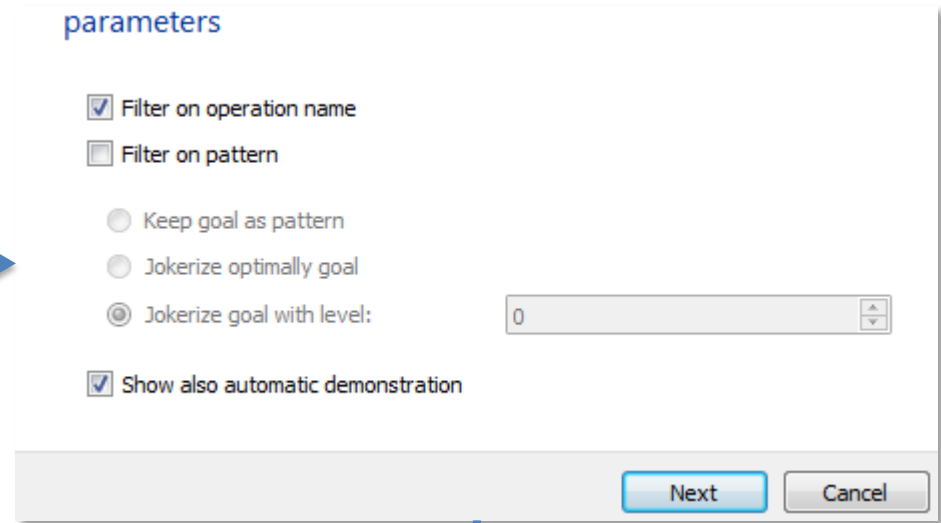 parameters
Filter on operation name
Filter on pattern
Keep goal as pattern
Jokerize optimally goal
Jokerize goal with level: 0
Show also automatic demonstration
Next Cancel